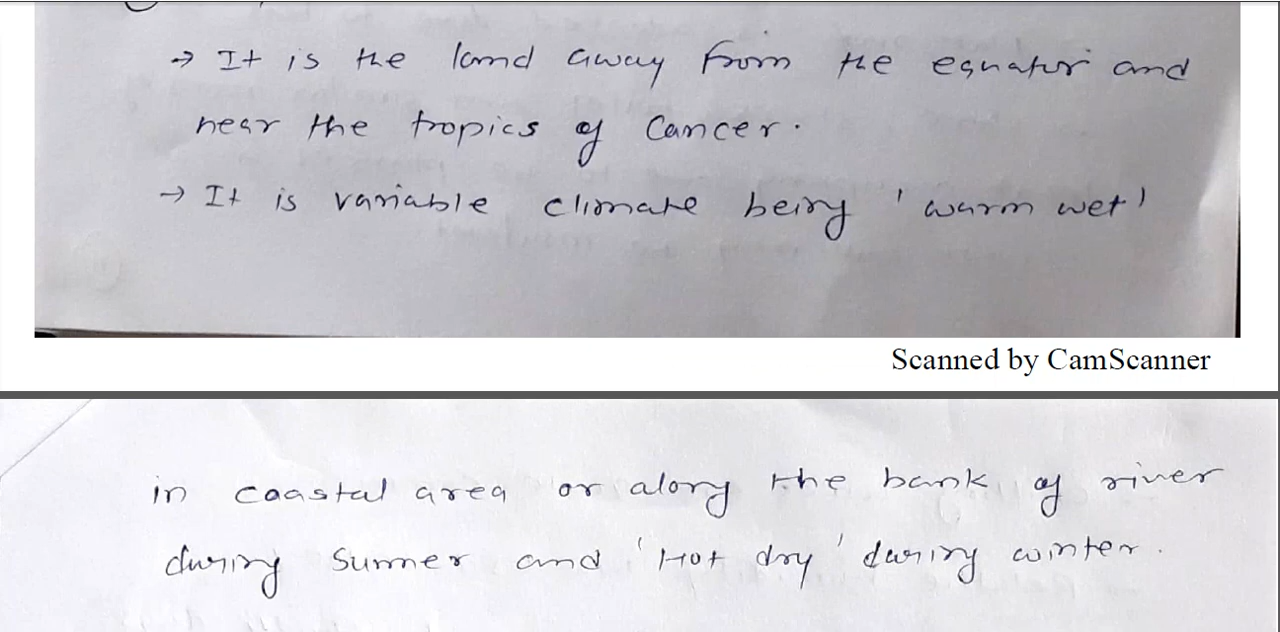 → It is the land away from the equator and
near the tropics of Cancer.
→ It is variable climate being 'warm wet'
Scanned by CamScanner
in coastal area or along the bank of river
during Sumner and 'Hot dry' during winter.